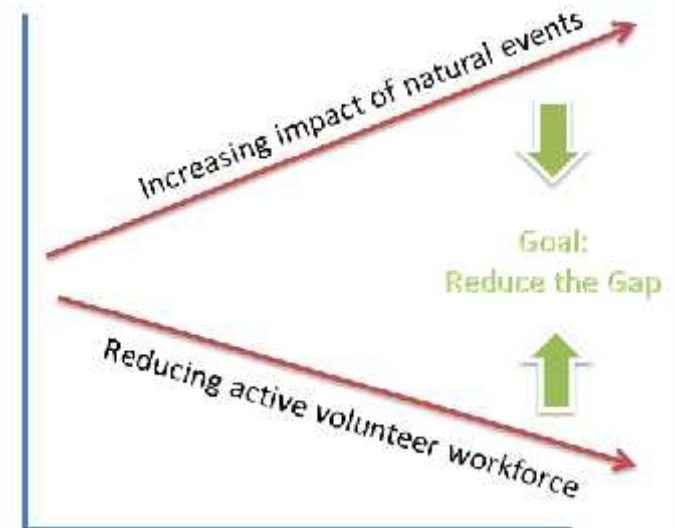 Increasing impact of natural events
Goal:
Reduce the Gap
Reducing active volunteer workforce